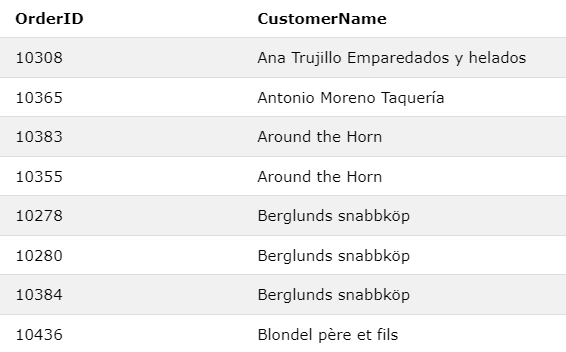 OrderID CustomerName
10308 Ana Trujillo Emparedados y helados
10365 Antonio Moreno Taquería
10383 Around the Horn
10355 Around the Horn
10278 Berglunds snabbköp
10280 Berglunds snabbköp
10384 Berglunds snabbköp
10436 Blondel père et fils